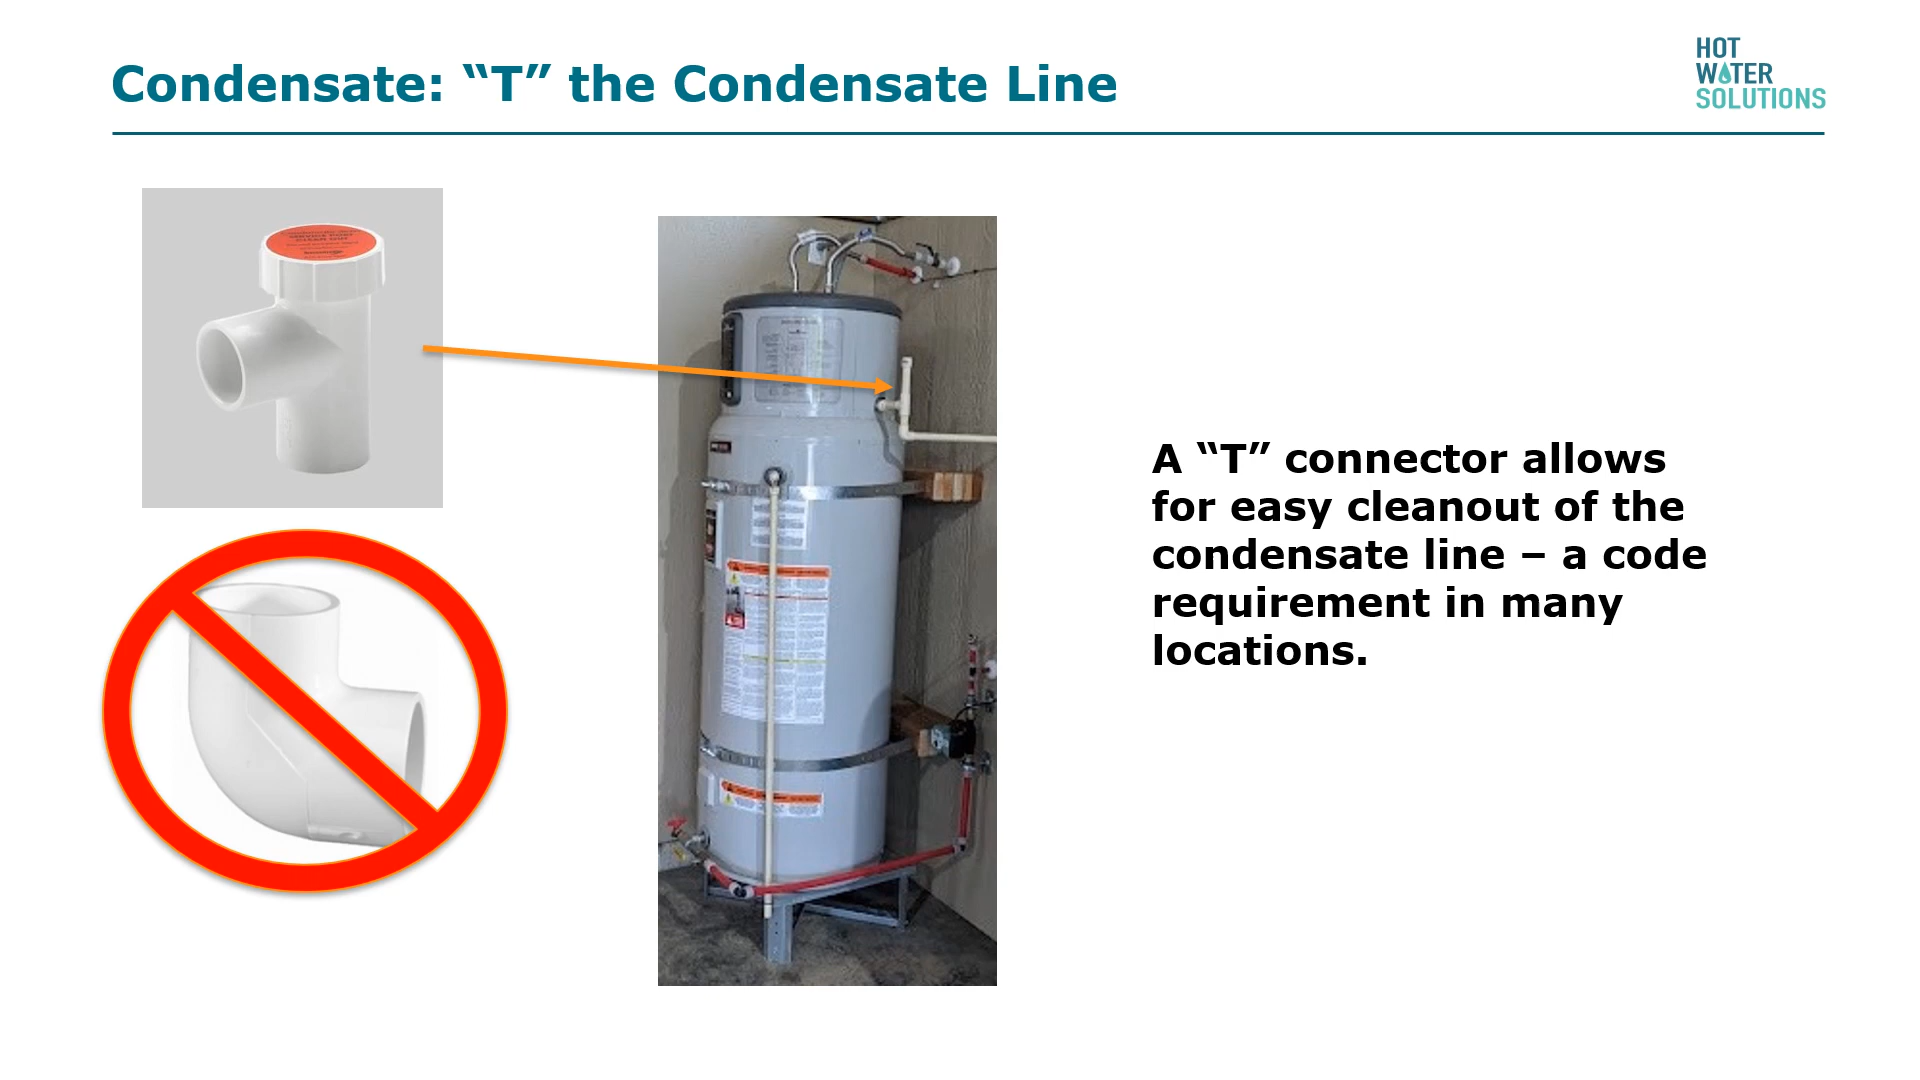 Condensate: “T” the Condensate Line
HOT
WATER
SOLUTIONS
A “T” connector allows
for easy cleanout of the
condensate line – a code
requirement in many
locations.